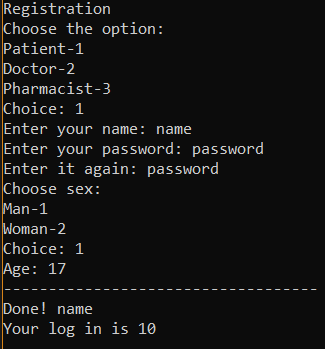 Registration
Choose the option:
Patient-1
Doctor-2
Pharmacist-3
Choice: 1
Enter your name: name
Enter your password: password
Enter it again: password
Choose sex:
Man-1
Woman-2
Choice: 1
Age: 17
-----------------------------------
Done! name
Your log in is 10